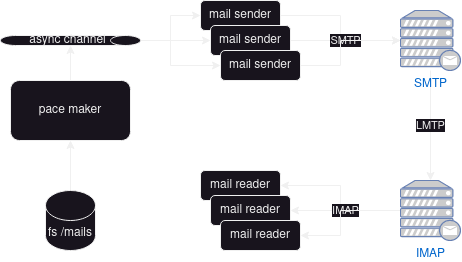 async channel
mail sender
mail sender
mail sender
SMTP
SMTP
pace maker
LMTP
fs /mails
mail reader
mail reader
mail reader
IMAP
IMAP